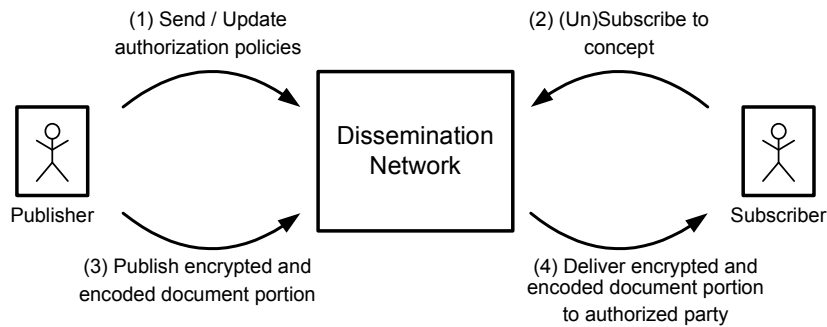 (1) Send / Update
authorization policies
(2) (Un)Subscribe to
concept
Dissemination
Network
Publisher
Subscriber
(3) Publish encrypted and
encoded document portion
(4) Deliver encrypted and
encoded document portion
to authorized party